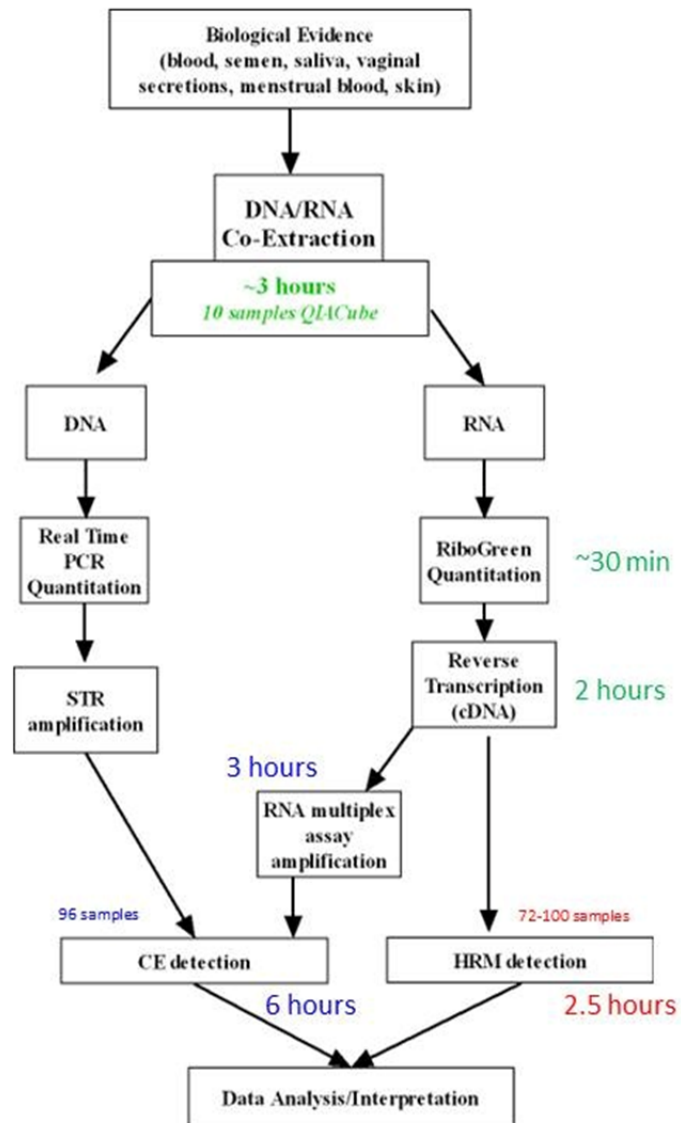 Biological Evidence
(blood, semen, saliva, vaginal
secretions, menstrual blood, skin)
DNA/RNA
Co-Extraction
~3 hours
10 samples QIACube
DNA
RNA
Real Time
PCR
Quantitation
RiboGreen
Quantitation
~30 min
STR
amplification
Reverse
Transcription
(cDNA)
2 hours
3 hours
RNA multiplex
assay
amplification
96 samples
72-100 samples
CE detection
HRM detection
6 hours
2.5 hours
Data Analysis/Interpretation